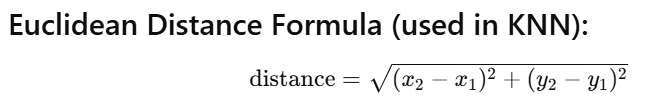 Euclidean Distance Formula (used in KNN):
distance = √(x₂ − x₁)² + (y₂ − y₁)²